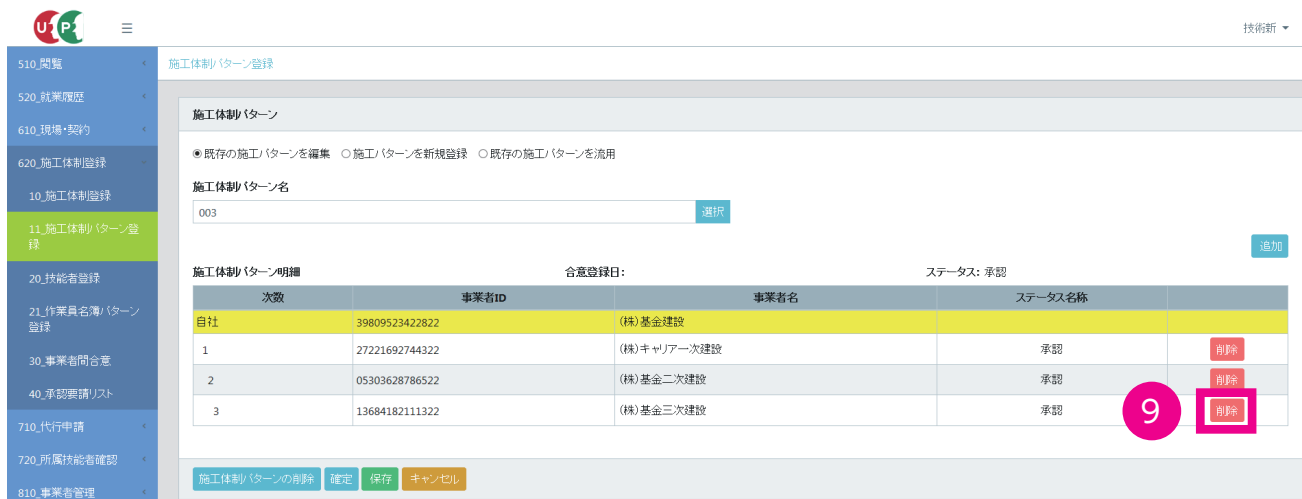 UP
☰
技術新
510_閲覧
施工体制パターン登録
520_就業履歴
施工体制パターン
610_現場・契約
既存の施工パターンを編集 施工パターンを新規登録 既存の施工パターンを流用
620_施工体制登録
施工体制パターン名
10_施工体制登録
003 選択
11_施工体制パターン登
録
追加
施工体制パターン明細 合意登録日: ステータス: 承認
20_技能者登録
次数 事業者ID 事業者名 ステータス名称
21_作業員名簿パターン
登録
自社 39809523422822 (株)基金建設
1 27221692744322 (株)キャリア一次建設 承認 削除
30_事業者間合意
2 05303628786522 (株)基金二次建設 承認 削除
40_承認要請リスト
3 13684182111322 (株)基金三次建設 承認 9 削除
710_代行申請
720_所属技能者確認
施工体制パターンの削除 確定 保存 キャンセル
810_事業者管理